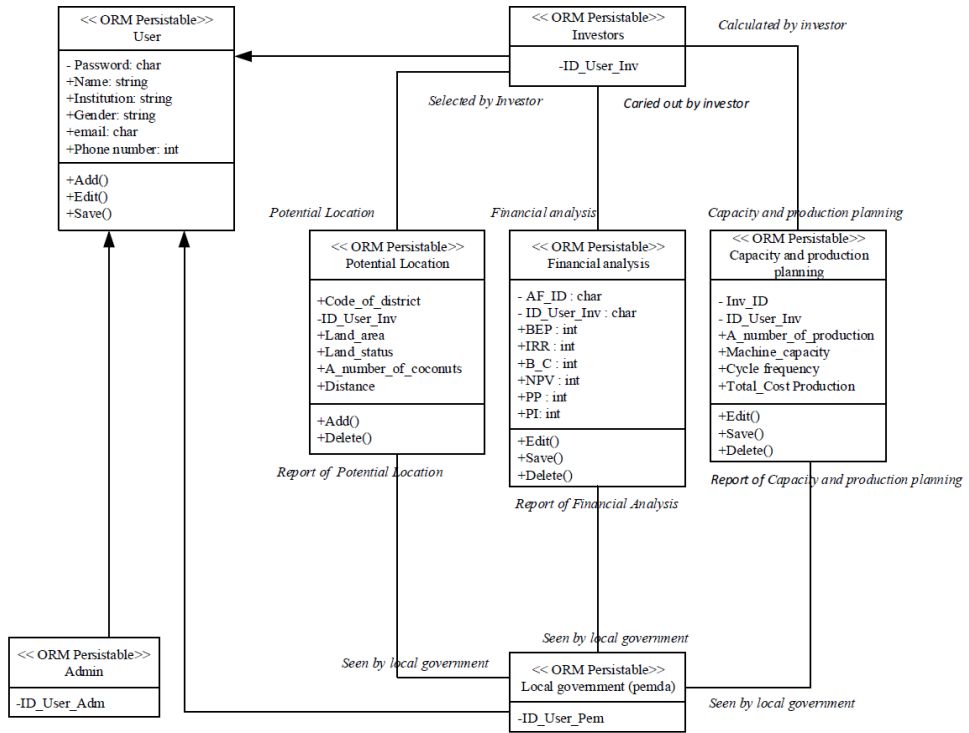 << ORM Persistable>>
User
- Password: char
+Name: string
+Institution: string
+Gender: string
+email: char
+Phone number: int
+Add()
+Edit()
+Save()
<< ORM Persistable>>
Investors
-ID_User_Inv
Calculated by investor
Selected by Investor
Caried out by investor
Potential Location
Financial analysis
Capacity and production planning
<< ORM Persistable>>
Potential Location
+Code_of_district
-ID_User_Inv
+Land_area
+Land_status
+A_number_of_coconuts
+Distance
+Add()
+Delete()
Report of Potential Location
<< ORM Persistable>>
Financial analysis
- AF_ID : char
- ID_User_Inv : char
+BEP : int
+IRR : int
+B_C : int
+NPV : int
+PP : int
+PI: int
+Edit()
+Save()
+Delete()
Report of Financial Analysis
<< ORM Persistable>>
Capacity and production
planning
- Inv_ID
- ID_User_Inv
+A_number_of_production
+Machine_capacity
+Cycle frequency
+Total_Cost Production
+Edit()
+Save()
+Delete()
Report of Capacity and production planning
<< ORM Persistable>>
Admin
-ID_User_Adm
Seen by local government
Seen by local government
<< ORM Persistable>>
Local government (pemda)
-ID_User_Pem
Seen by local government